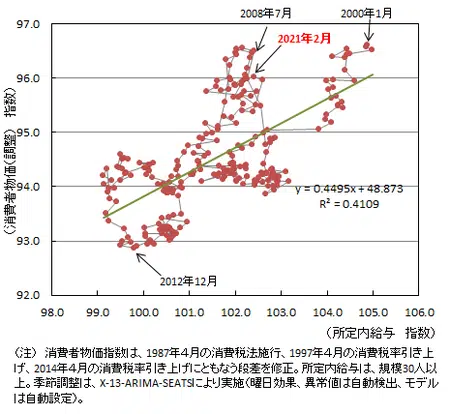 2008年7月
2000年1月
2021年2月
97.0
96.0
95.0
94.0
93.0
92.0
（消費者物価(調整)　指数）
y = 0.4495x + 48.873
R² = 0.4109
2012年12月
98.0 99.0 100.0 101.0 102.0 103.0 104.0 105.0 106.0
（所定内給与　指数）
（注）　消費者物価指数は、1987年４月の消費税法施行、1997年４月の消費税率引き上
げ、2014年４月の消費税率引き上げにともなう段差を修正。所定内給与は、規模30人以
上。季節調整は、X-13-ARIMA-SEATSにより実施（曜日効果、異常値は自動検出、モデル
は自動設定）。